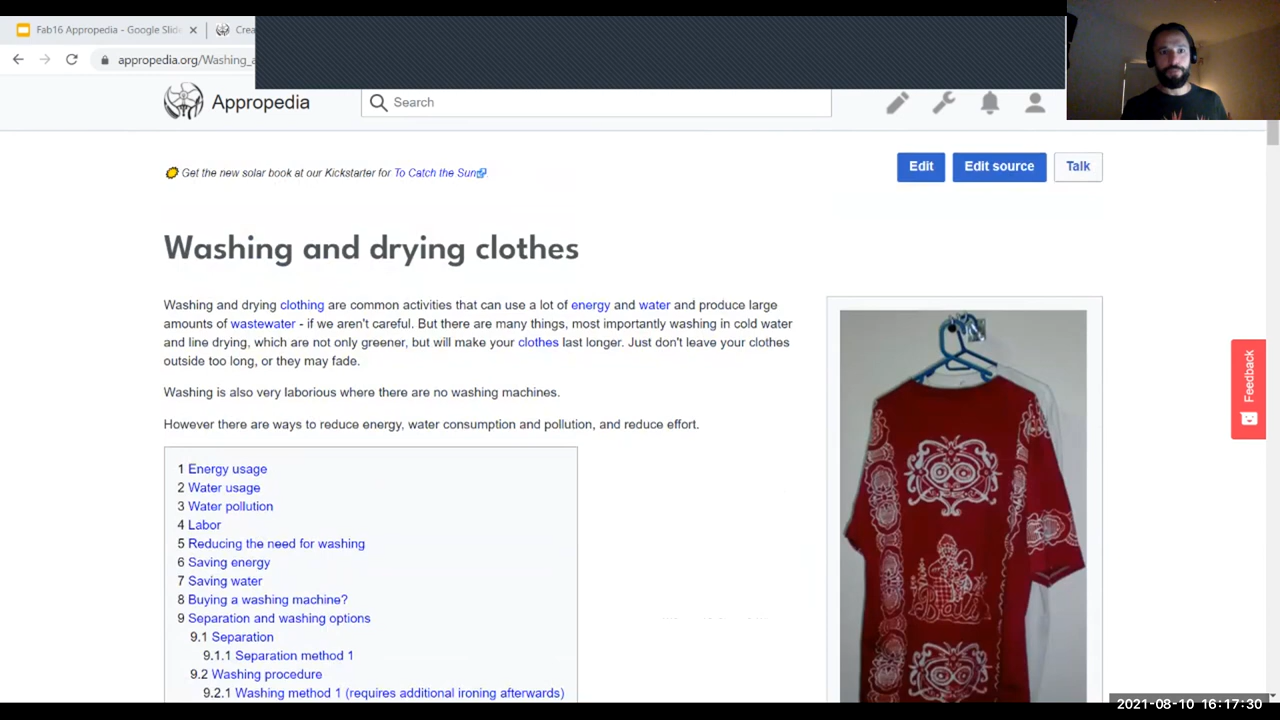 Fab16 Appropedia - Google Slid
Crea
appropedia.org/Washing_a
Appropedia
Search
Get the new solar book at our Kickstarter for To Catch the Sun
Edit
Edit source
Talk
Washing and drying clothes
Washing and drying clothing are common activities that can use a lot of energy and water and produce large
amounts of wastewater - if we aren't careful. But there are many things, most importantly washing in cold water
and line drying, which are not only greener, but will make your clothes last longer. Just don't leave your clothes
outside too long, or they may fade.
Washing is also very laborious where there are no washing machines.
However there are ways to reduce energy, water consumption and pollution, and reduce effort.
1 Energy usage
2 Water usage
3 Water pollution
4 Labor
5 Reducing the need for washing
6 Saving energy
7 Saving water
8 Buying a washing machine?
9 Separation and washing options
9.1 Separation
9.1.1 Separation method 1
9.2 Washing procedure
9.2.1 Washing method 1 (requires additional ironing afterwards)
Bali
Feedback
2021-08-10 16:17:30